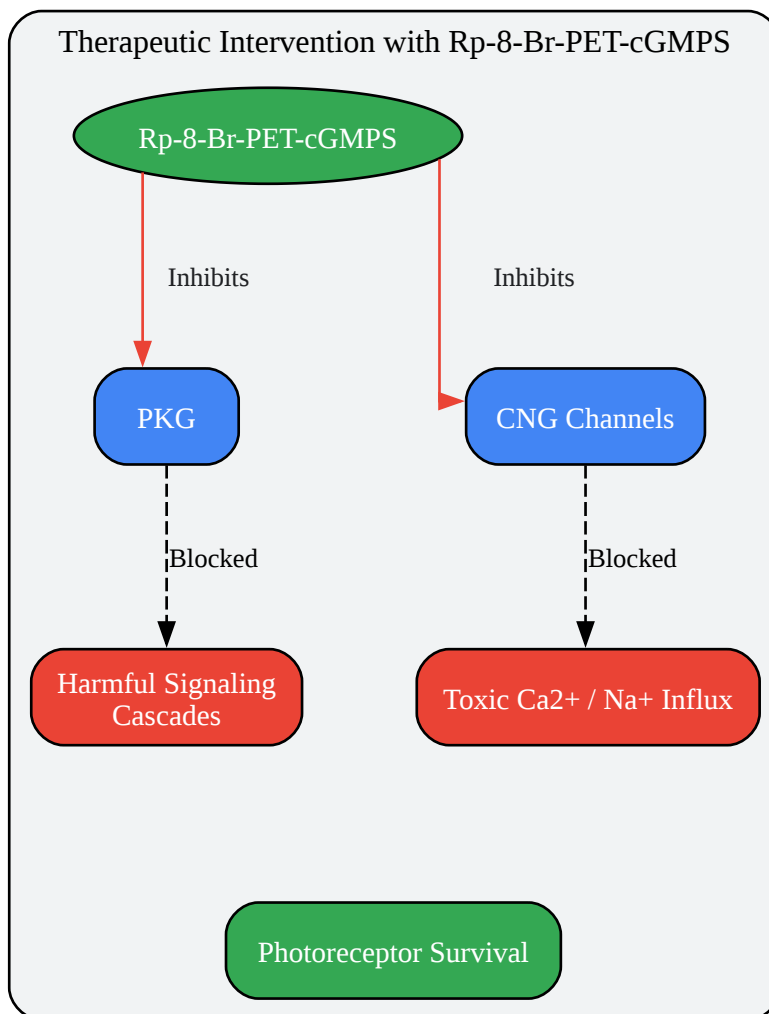 Therapeutic Intervention with Rp-8-Br-PET-cGMPS
Rp-8-Br-PET-cGMPS
Inhibits
Inhibits
PKG
CNG Channels
Blocked
Blocked
Harmful Signaling
Cascades
Toxic Ca2+ / Na+ Influx
Photoreceptor Survival